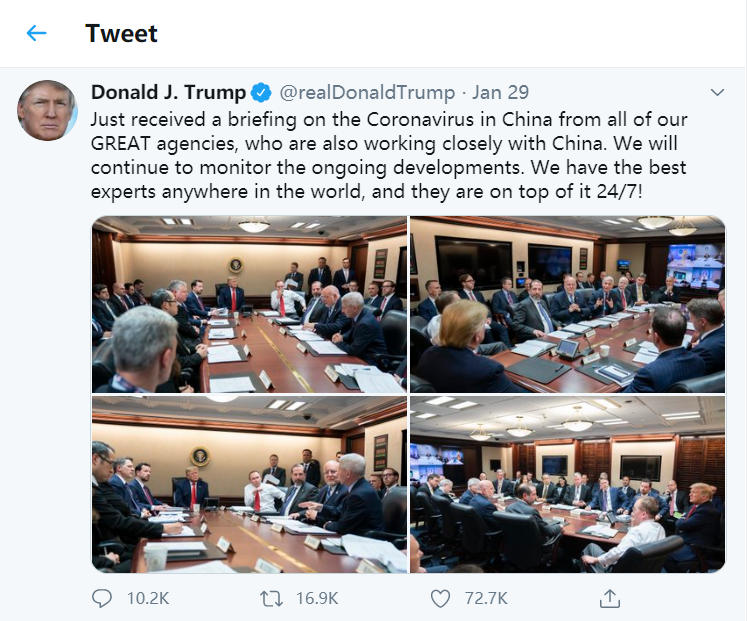 Tweet
Donald J. Trump @realDonaldTrump · Jan 29
Just received a briefing on the Coronavirus in China from all of our
GREAT agencies, who are also working closely with China. We will
continue to monitor the ongoing developments. We have the best
experts anywhere in the world, and they are on top of it 24/7!
10.2K 16.9K 72.7K